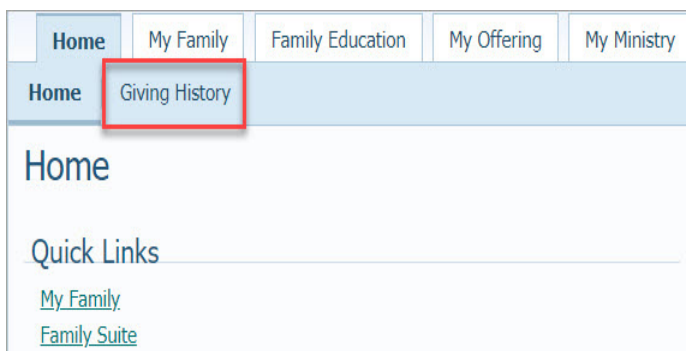 Home My Family Family Education My Offering My Ministry
Home Giving History
Home
Quick Links
My Family
Family Suite